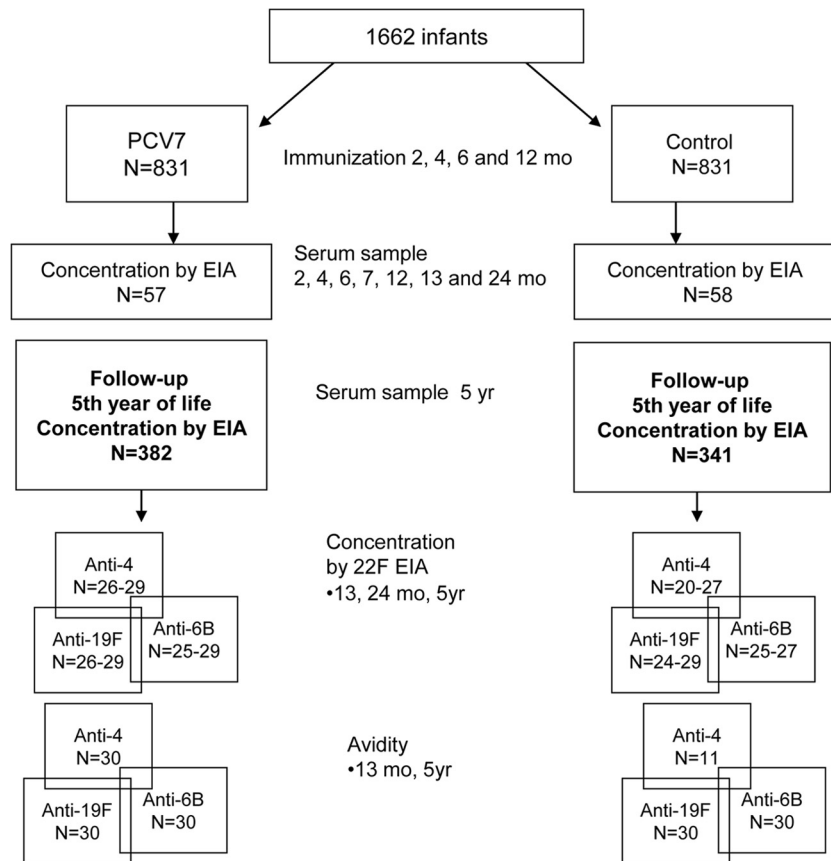 1662 infants
PCV7
N=831
Immunization 2, 4, 6 and 12 mo
Control
N=831
Concentration by EIA
N=57
Serum sample
2, 4, 6, 7, 12, 13 and 24 mo
Concentration by EIA
N=58
Follow-up
5th year of life
Concentration by EIA
N=382
Serum sample 5 yr
Follow-up
5th year of life
Concentration by EIA
N=341
Anti-4
N=26-29
Anti-19F
N=26-29
Anti-6B
N=25-29
Concentration
by 22F EIA
•13, 24 mo, 5yr
Anti-4
N=20-27
Anti-19F
N=24-29
Anti-6B
N=25-27
Anti-4
N=30
Anti-19F
N=30
Anti-6B
N=30
Avidity
•13 mo, 5yr
Anti-4
N=11
Anti-19F
N=30
Anti-6B
N=30